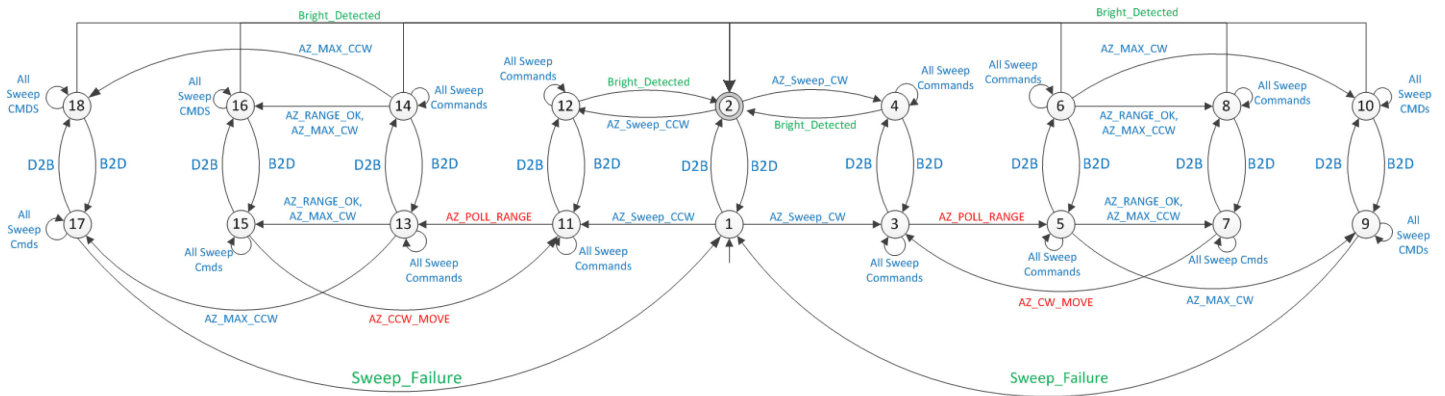 Bright_Detected
Bright_Detected
AZ_MAX_CCW
AZ_MAX_CW
All
Sweep
CMDS
All
Sweep
CMDS
All Sweep
Commands
All Sweep
Commands
Bright_Detected
AZ_Sweep_CW
All Sweep
Commands
All Sweep
Commands
All Sweep
Commands
All
Sweep
CMDs
18
16
14
12
2
4
6
8
10
AZ_RANGE_OK,
AZ_MAX_CW
AZ_Sweep_CCW
Bright_Detected
AZ_RANGE_OK,
AZ_MAX_CCW
D2B
B2D
D2B
B2D
D2B
B2D
D2B
B2D
D2B
B2D
D2B
B2D
D2B
B2D
D2B
B2D
D2B
B2D
All
Sweep
Cmds
AZ_RANGE_OK,
AZ_MAX_CW
AZ_POLL_RANGE
AZ_Sweep_CCW
AZ_Sweep_CW
AZ_POLL_RANGE
AZ_RANGE_OK,
AZ_MAX_CCW
All
Sweep
CMDs
17
15
13
11
1
3
5
7
9
All Sweep
Cmds
All Sweep
Commands
All Sweep
Commands
All Sweep
Commands
All Sweep
Commands
All Sweep Cmds
AZ_MAX_CCW
AZ_CCW_MOVE
AZ_CW_MOVE
AZ_MAX_CW
Sweep_Failure
Sweep_Failure